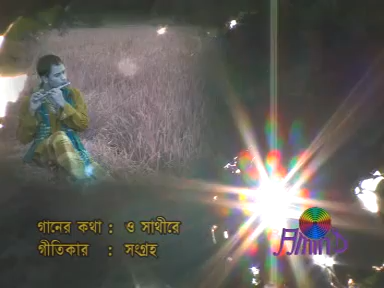 গানের কথা : ও সাথীরে
গীতিকার : সংগ্রহ